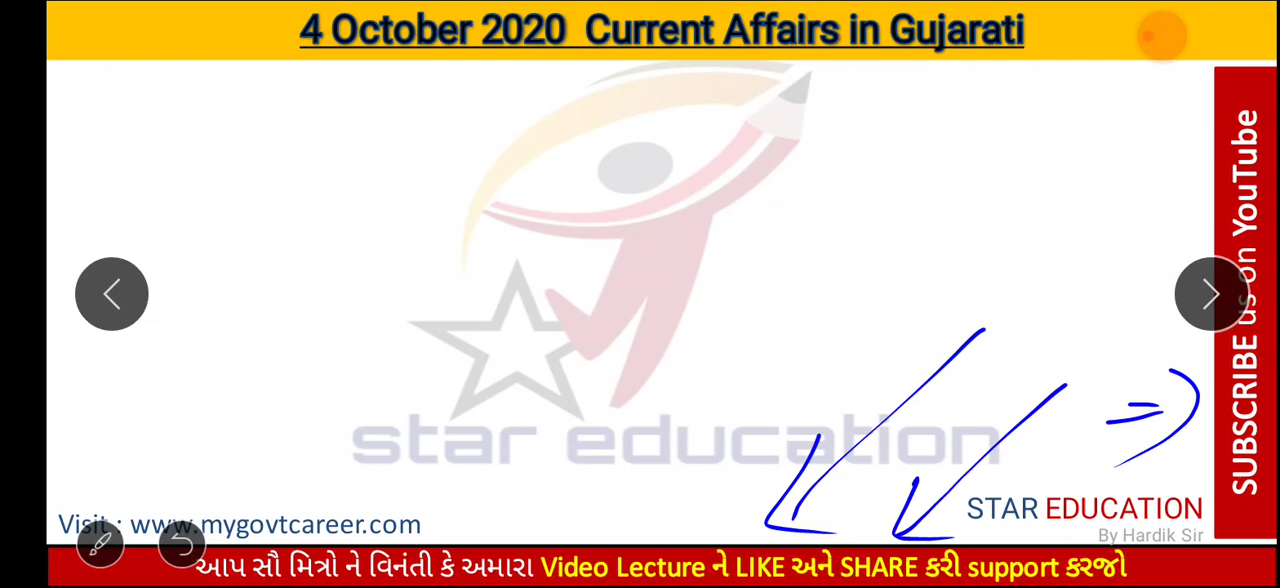 4 October 2020 Current Affairs in Gujarati
SUBSCRIBE us on YouTube
star education
STAR EDUCATION
By Hardik Sir
Visit : www.mygovtcareer.com
આપ સૌ મિત્રો ને વિનંતી કે અમારા Video Lecture ને LIKE અને SHARE કરી support કરજો